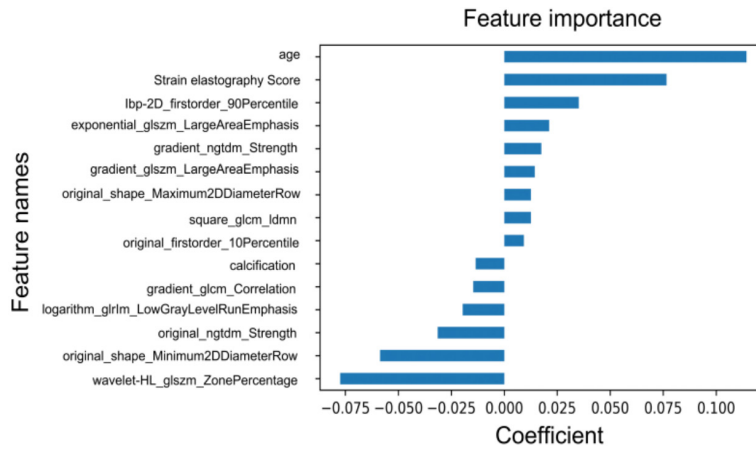 Feature importance
Feature names
age
Strain elastography Score
lbp-2D_firstorder_90Percentile
exponential_glszm_LargeAreaEmphasis
gradient_ngtdm_Strength
gradient_glszm_LargeAreaEmphasis
original_shape_Maximum2DDiameterRow
square_glcm_Idmn
original_firstorder_10Percentile
calcification
gradient_glcm_Correlation
logarithm_glrlm_LowGrayLevelRunEmphasis
original_ngtdm_Strength
original_shape_Minimum2DDiameterRow
wavelet-HL_glszm_ZonePercentage
−0.075 −0.050 −0.025 0.000 0.025 0.050 0.075 0.100
Coefficient